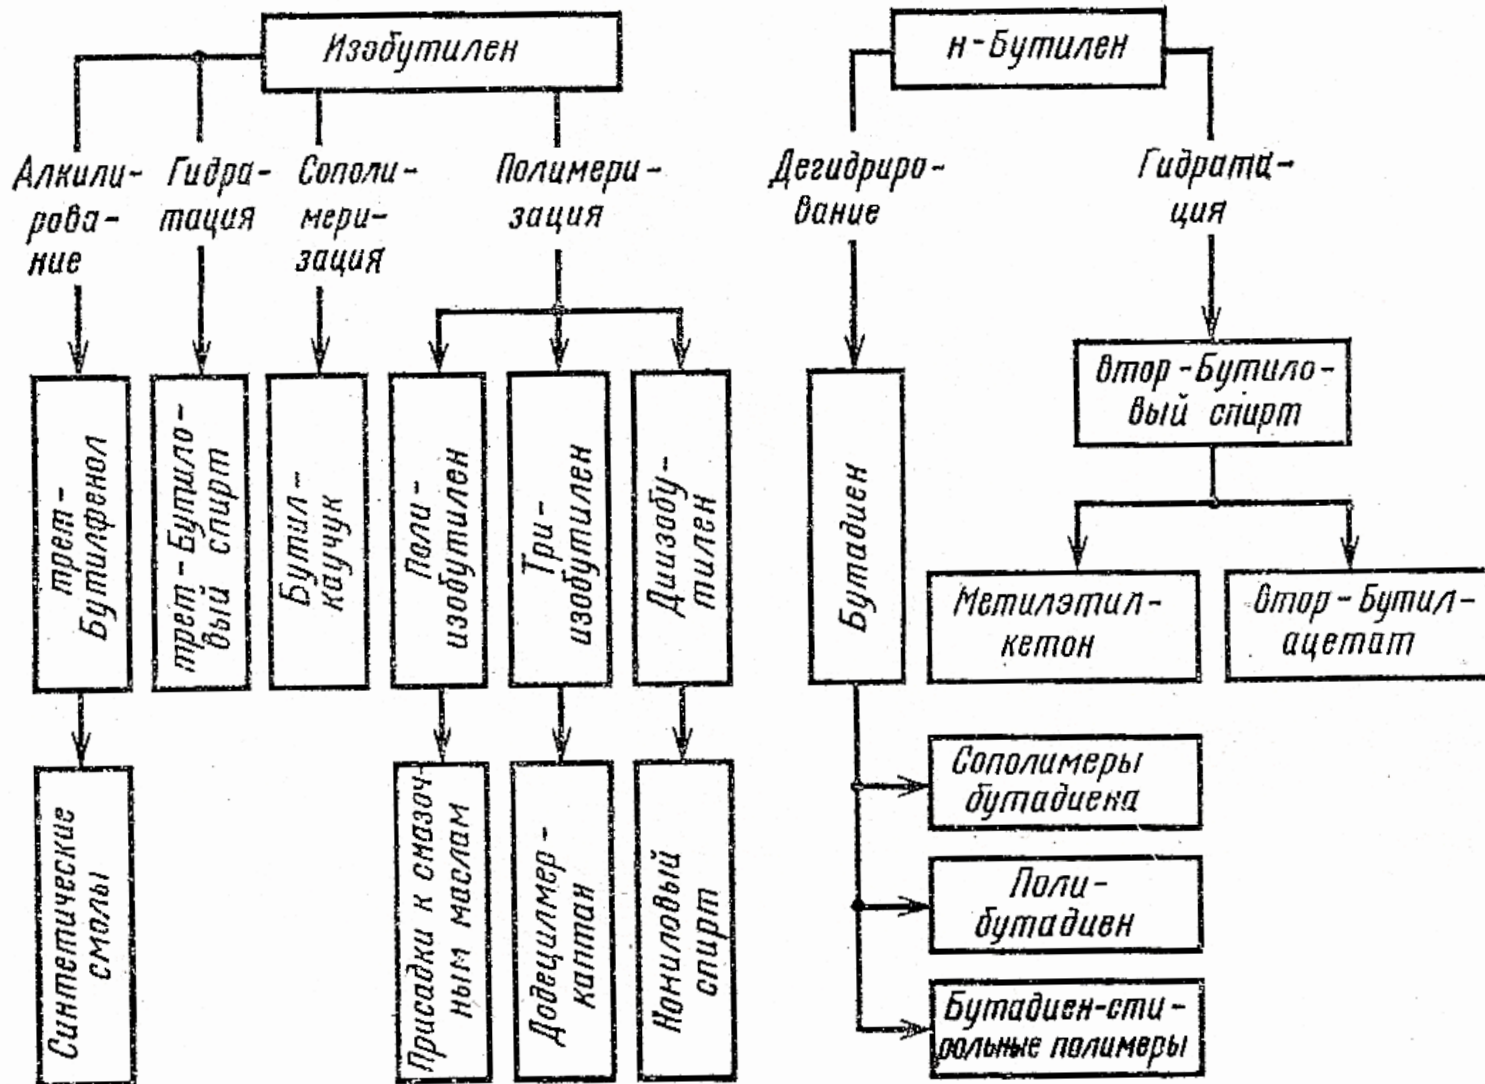 Изобутилен
н-Бутилен
Алкили-
рова-
ние
Гидра-
тация
Сополи-
мери-
зация
Полимери-
зация
Дегидриро-
вание
Гидрата-
ция
трет-
Бутилфенол
трет-Бутило-
вый спирт
Бутил-
каучук
Поли-
изобутилен
Три-
изобутилен
Диизобу-
тилен
Бутадиен
Втор-Бутило-
вый спирт
Метилэтил-
кетон
Втор-Бутил-
ацетат
Синтетические
смолы
Присадки к смазоч-
ным маслам
Додецилмер-
каптан
Нониловый
спирт
Сополимеры
бутадиена
Поли-
бутадиен
Бутадиен-сти-
рольные полимеры